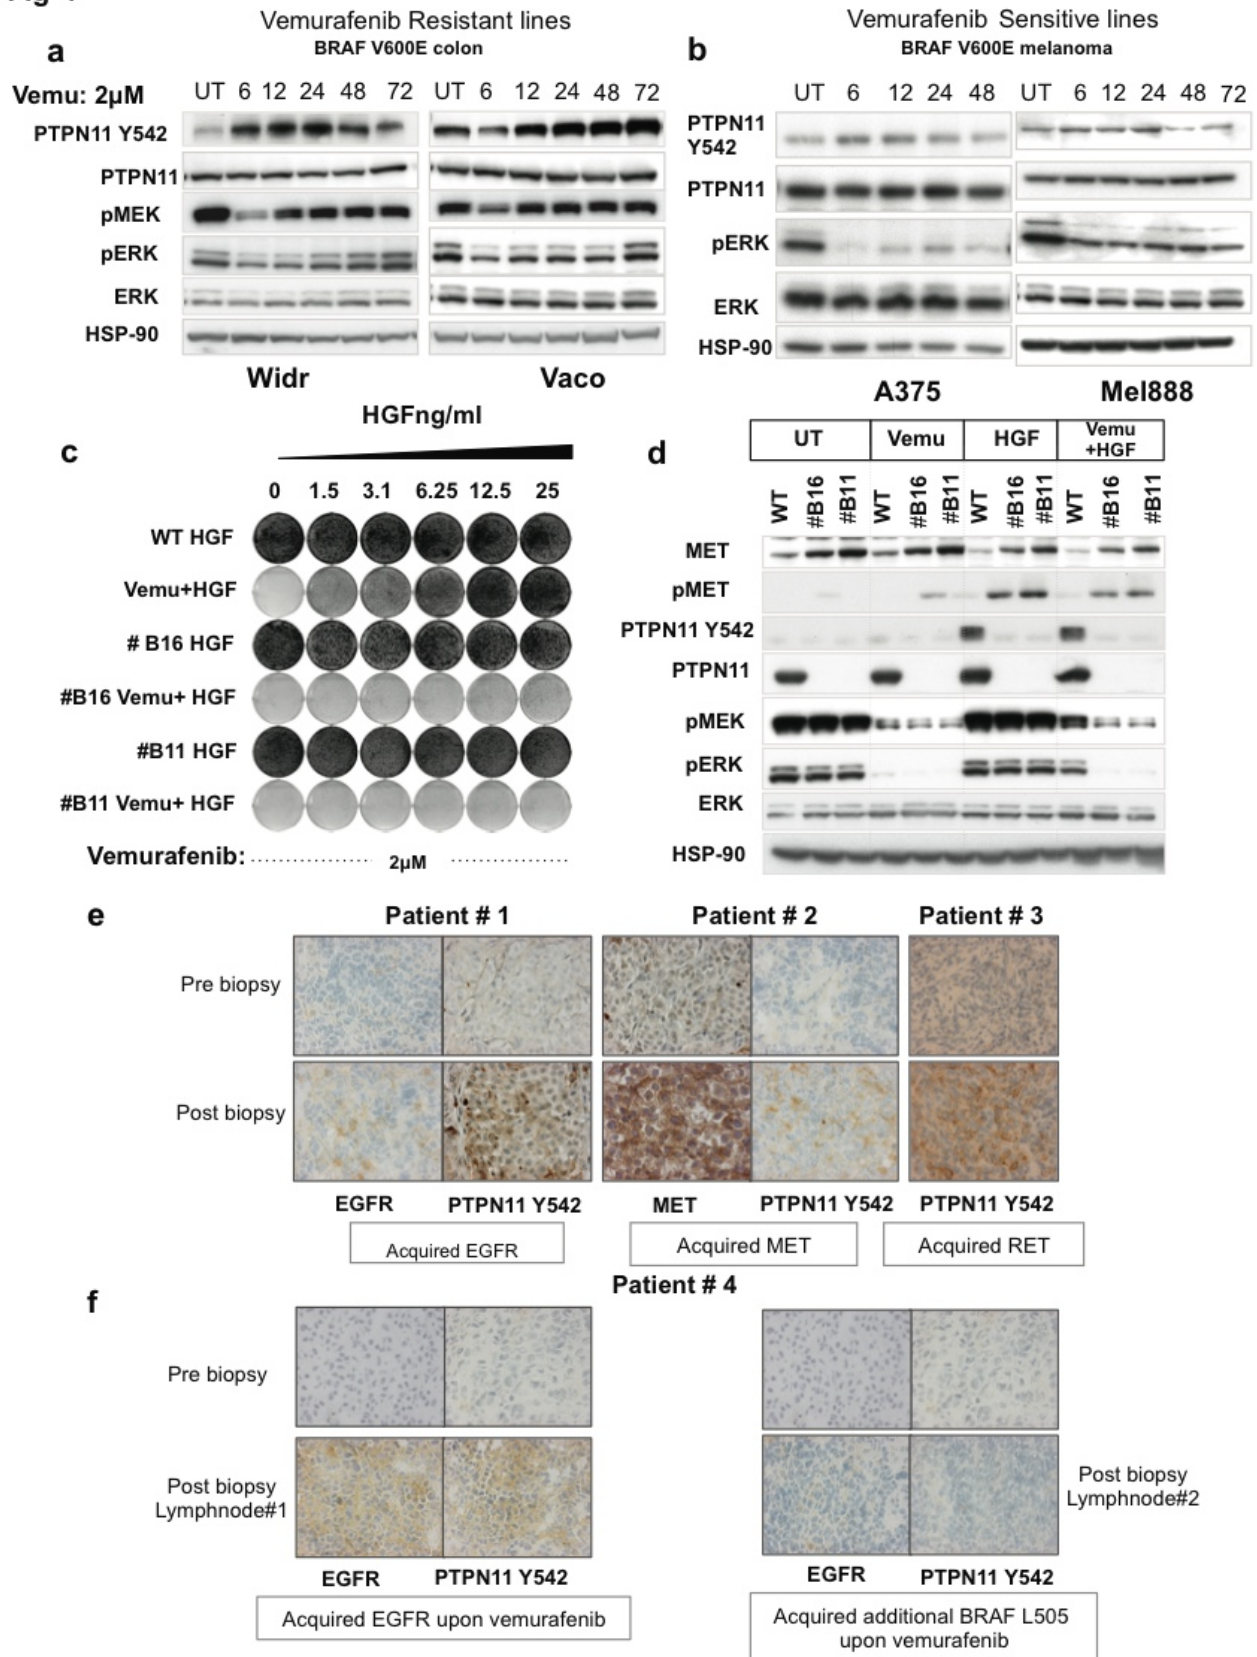 Vemurafenib Resistant lines
BRAF V600E colon
a
Vemu: 2µM
UT 6 12 24 48 72 UT 6 12 24 48 72
PTPN11 Y542
PTPN11
pMEK
pERK
ERK
HSP-90
Widr Vaco
Vemurafenib Sensitive lines
BRAF V600E melanoma
b
UT 6 12 24 48 UT 6 12 24 48 72
PTPN11
Y542
PTPN11
pERK
ERK
HSP-90
A375 Mel888
HGFng/ml
c
0 1.5 3.1 6.25 12.5 25
WT HGF
Vemu+HGF
# B16 HGF
#B16 Vemu+ HGF
#B11 HGF
#B11 Vemu+ HGF
Vemurafenib: 2µM
d
UT Vemu HGF Vemu
+HGF
WT #B16 #B11 WT #B16 #B11 WT #B16 #B11 WT #B16 #B11
MET
pMET
PTPN11 Y542
PTPN11
pMEK
pERK
ERK
HSP-90
e
Patient # 1 Patient # 2 Patient # 3
Pre biopsy
Post biopsy
EGFR PTPN11 Y542 MET PTPN11 Y542 PTPN11 Y542
Acquired EGFR Acquired MET Acquired RET
f
Patient # 4
Pre biopsy
Post biopsy
Lymphnode#1
Post biopsy
Lymphnode#2
EGFR PTPN11 Y542 EGFR PTPN11 Y542
Acquired EGFR upon vemurafenib
Acquired additional BRAF L505
upon vemurafenib